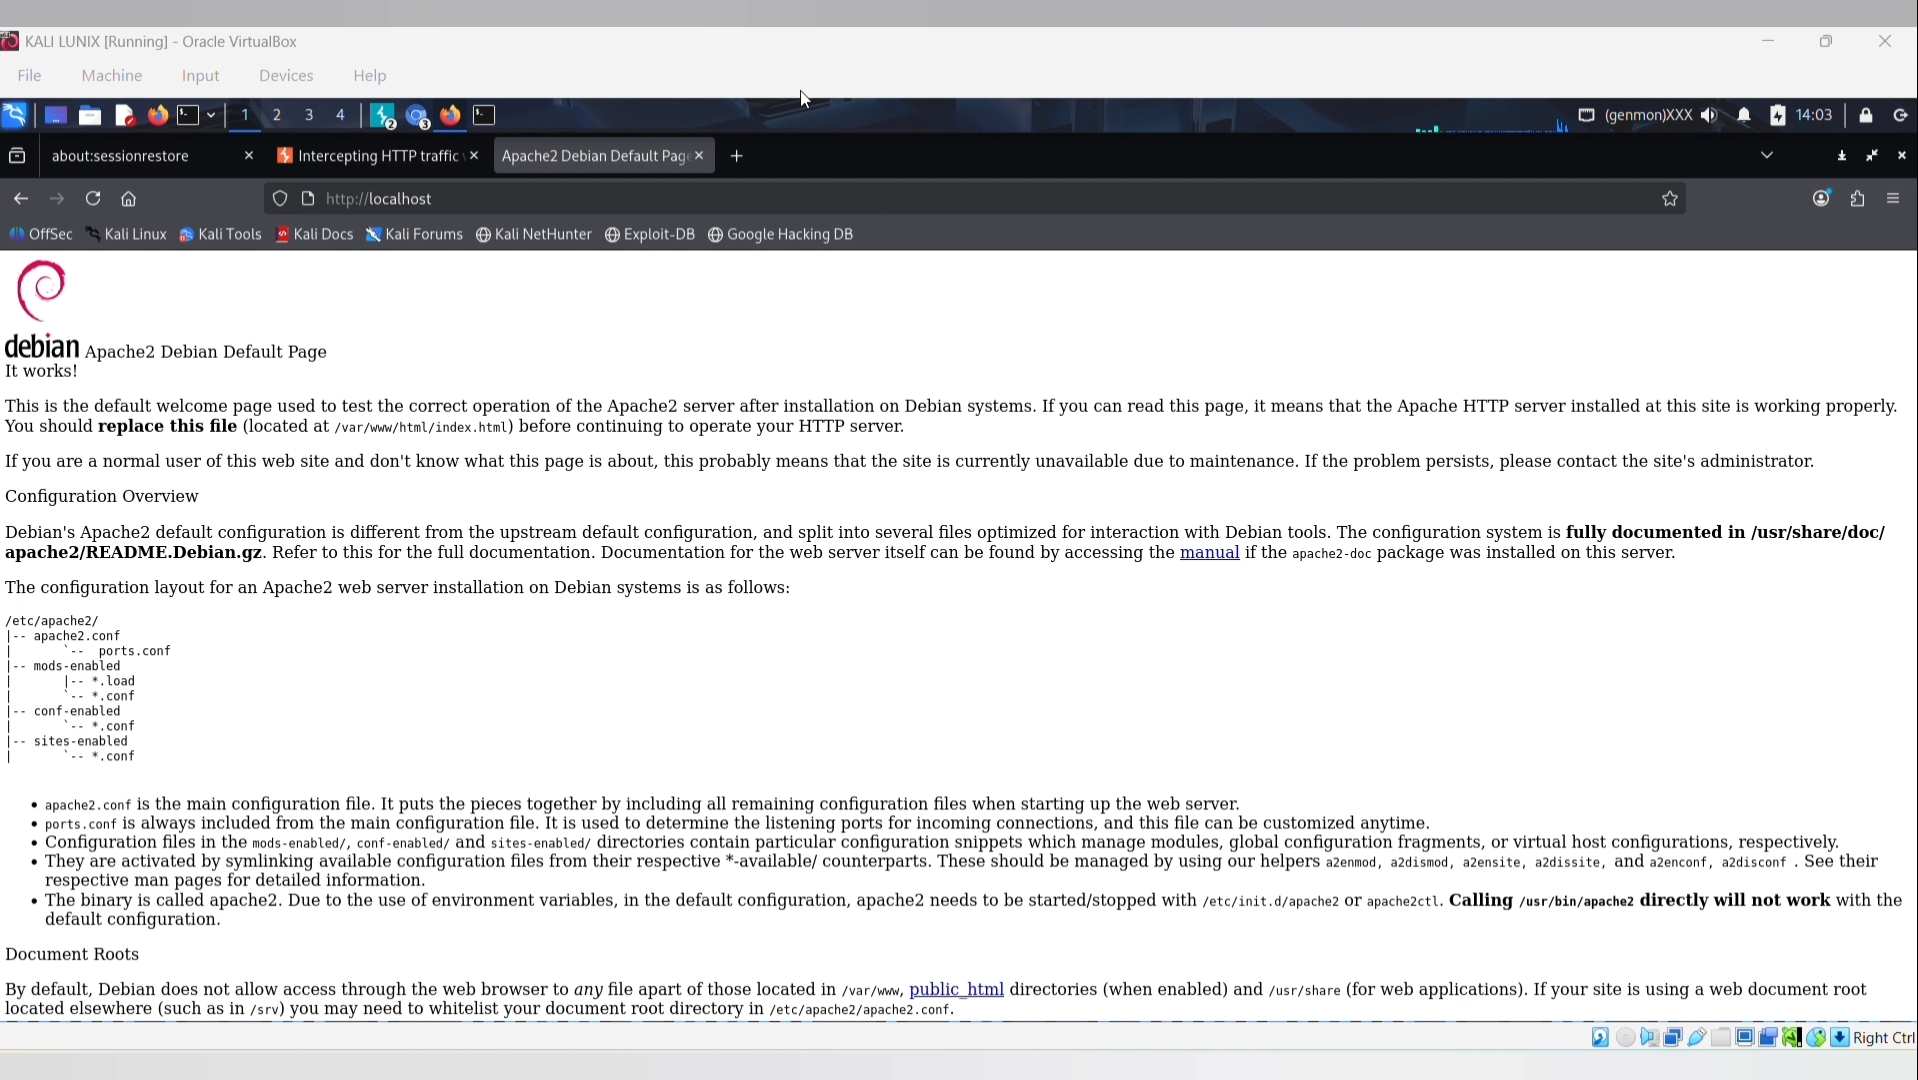 KALI LUNIX [Running] - Oracle VirtualBox
File Machine Input Devices Help
1 2 3 4 2 3 (genmon)XXX 14:03
about:sessionrestore Intercepting HTTP traffic Apache2 Debian Default Page
http://localhost
OffSec Kali Linux Kali Tools Kali Docs Kali Forums Kali NetHunter Exploit-DB Google Hacking DB
debian Apache2 Debian Default Page
It works!
This is the default welcome page used to test the correct operation of the Apache2 server after installation on Debian systems. If you can read this page, it means that the Apache HTTP server installed at this site is working properly.
You should replace this file (located at /var/www/html/index.html) before continuing to operate your HTTP server.
If you are a normal user of this web site and don't know what this page is about, this probably means that the site is currently unavailable due to maintenance. If the problem persists, please contact the site's administrator.
Configuration Overview
Debian's Apache2 default configuration is different from the upstream default configuration, and split into several files optimized for interaction with Debian tools. The configuration system is fully documented in /usr/share/doc/
apache2/README.Debian.gz. Refer to this for the full documentation. Documentation for the web server itself can be found by accessing the manual if the apache2-doc package was installed on this server.
The configuration layout for an Apache2 web server installation on Debian systems is as follows:
/etc/apache2/
|-- apache2.conf
|       `--  ports.conf
|-- mods-enabled
|       |-- *.load
|       `-- *.conf
|-- conf-enabled
|       `-- *.conf
|-- sites-enabled
|       `-- *.conf
• apache2.conf is the main configuration file. It puts the pieces together by including all remaining configuration files when starting up the web server.
• ports.conf is always included from the main configuration file. It is used to determine the listening ports for incoming connections, and this file can be customized anytime.
• Configuration files in the mods-enabled/, conf-enabled/ and sites-enabled/ directories contain particular configuration snippets which manage modules, global configuration fragments, or virtual host configurations, respectively.
• They are activated by symlinking available configuration files from their respective *-available/ counterparts. These should be managed by using our helpers a2enmod, a2dismod, a2ensite, a2dissite, and a2enconf, a2disconf . See their
respective man pages for detailed information.
• The binary is called apache2. Due to the use of environment variables, in the default configuration, apache2 needs to be started/stopped with /etc/init.d/apache2 or apache2ctl. Calling /usr/bin/apache2 directly will not work with the
default configuration.
Document Roots
By default, Debian does not allow access through the web browser to any file apart of those located in /var/www, public_html directories (when enabled) and /usr/share (for web applications). If your site is using a web document root
located elsewhere (such as in /srv) you may need to whitelist your document root directory in /etc/apache2/apache2.conf.
Right Ctrl